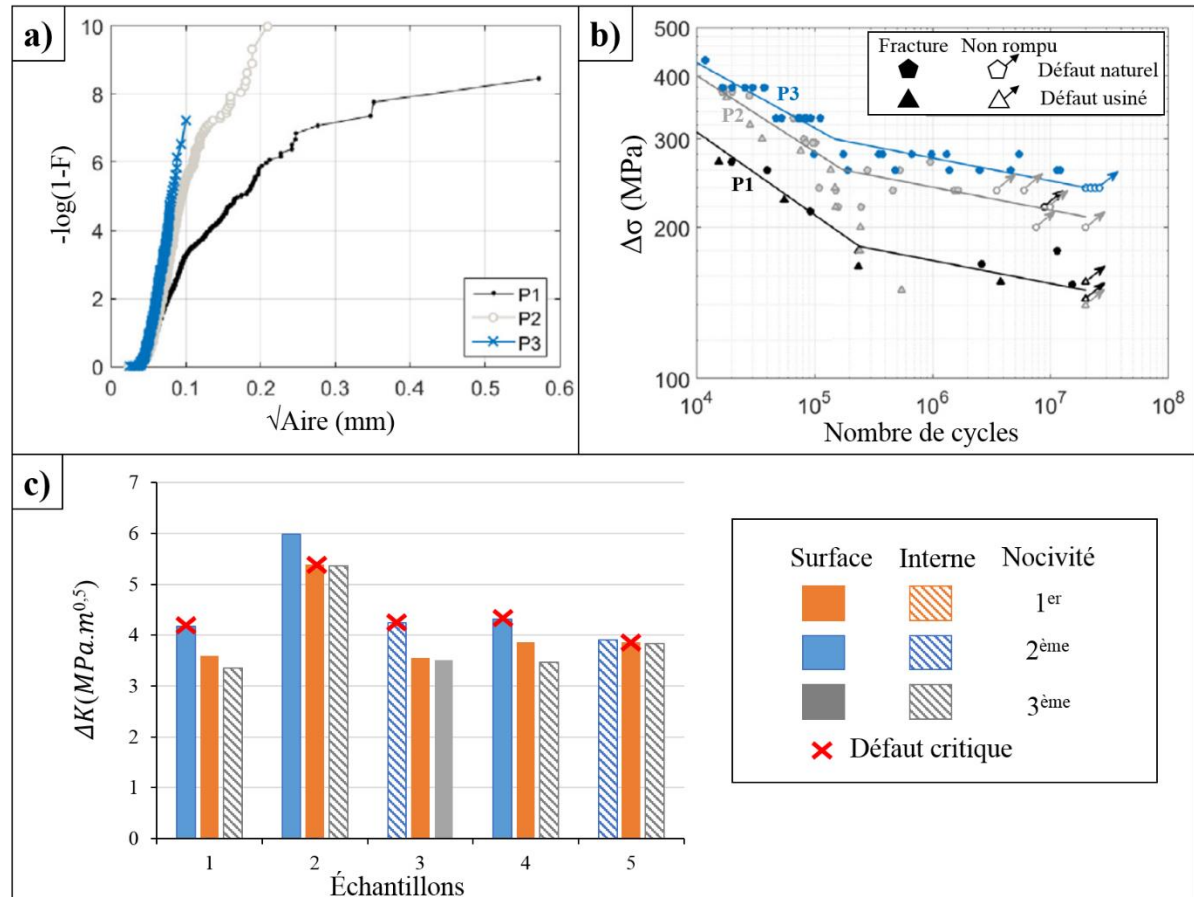 a)
-log(1-F)
10
8
6
4
2
0
0
0.1
0.2
0.3
0.4
0.5
0.6
P1
P2
P3
√Aire (mm)
b)
Δσ (MPa)
500
400
300
200
100
Fracture
Non rompu
Défaut naturel
Défaut usiné
P3
P2
P1
10⁴
10⁵
10⁶
10⁷
10⁸
Nombre de cycles
c)
ΔK(MPa.m⁰,⁵)
7
6
5
4
3
2
1
0
1
2
3
4
5
Échantillons
Surface Interne Nocivité
1er
2ème
3ème
Défaut critique